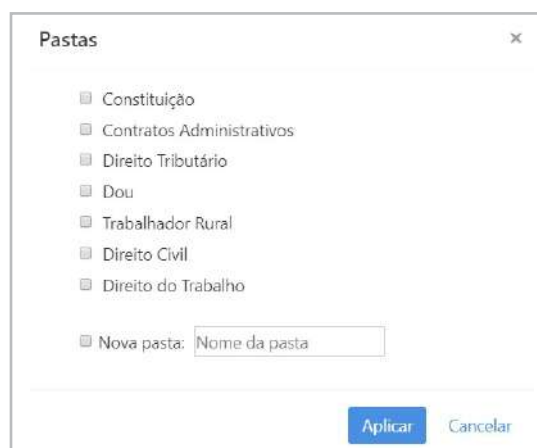 Pastas ×
Constituição
Contratos Administrativos
Direito Tributário
Dou
Trabalhador Rural
Direito Civil
Direito do Trabalho
Nova pasta: Nome da pasta
Aplicar Cancelar